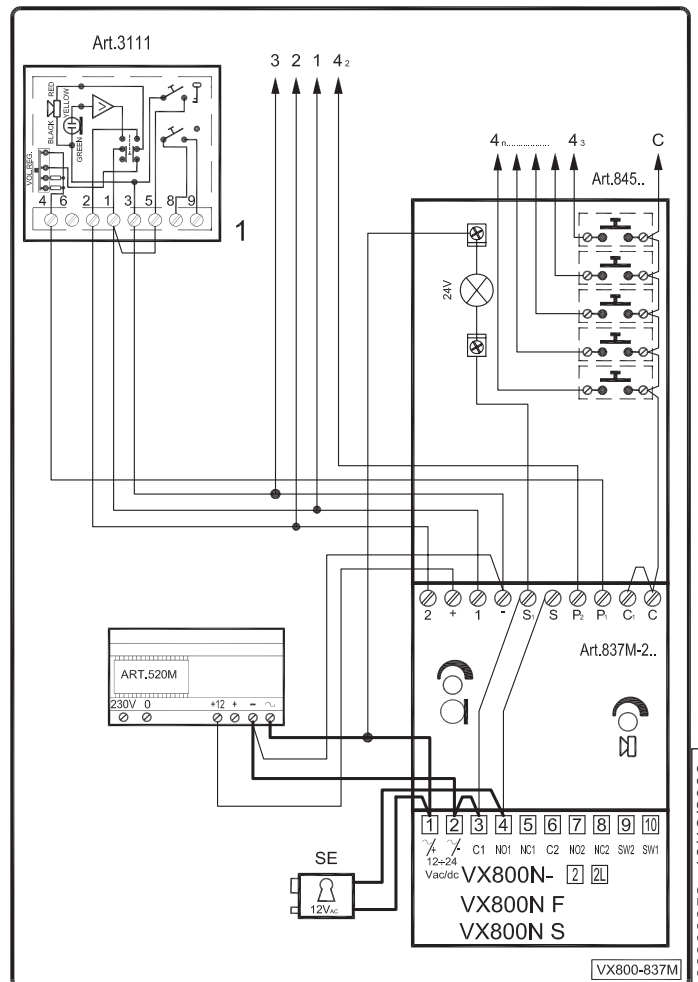 Art.3111
3 2 1 4₂
BLACK RED
YELLOW
GREEN
VOL.REG.
4 6 2 1 3 5 8 9
1
4n.................. 4₃ C
Art.845..
24V
2 + 1 - S₁ S P₂ P₁ C₁ C
Art.837M-2..
ART.520M
230V 0 +12 + - ~
1 2 3 4 5 6 7 8 9 10
~/+ ~/- C1 NO1 NC1 C2 NO2 NC2 SW2 SW1
12÷24
Vac/dc
VX800N- 2 2L
VX800N F
VX800N S
SE
12VAC
VX800-837M